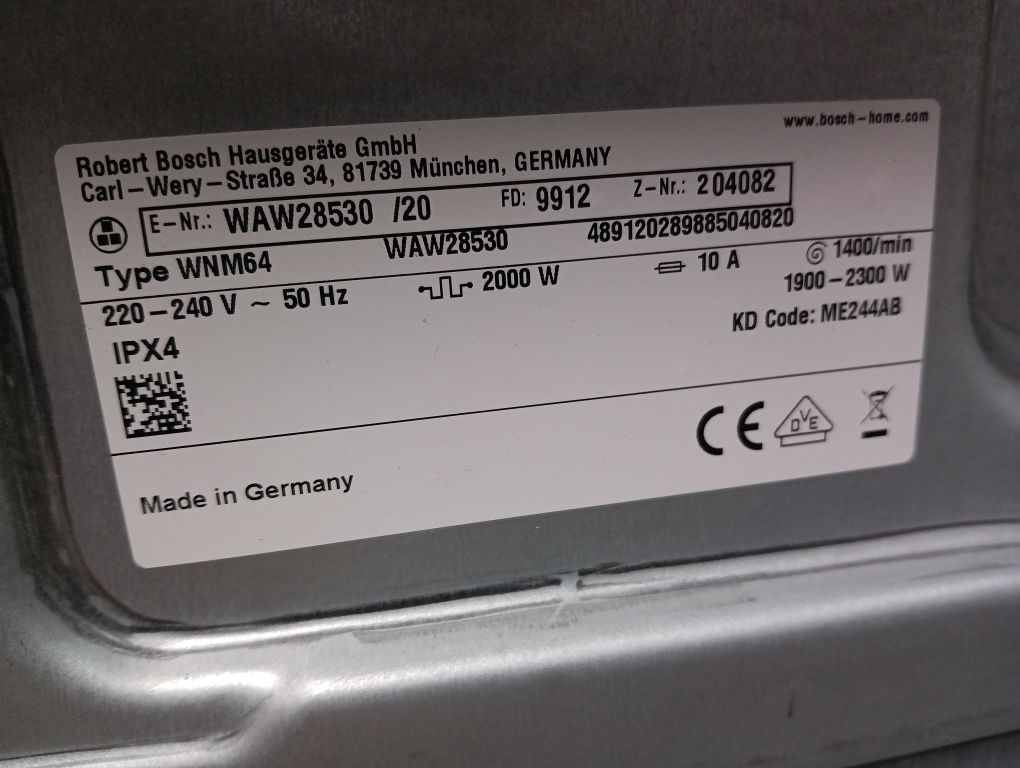 www.bosch-home.com
Robert Bosch Hausgeräte GmbH
Carl-Wery-Straße 34, 81739 München, GERMANY
E-Nr.: WAW28530 /20 FD: 9912 Z-Nr.: 204082
Type WNM64 WAW28530 489120289885040820
220-240 V ~ 50 Hz 2000 W 10 A 1400/min
1900-2300 W
IPX4 KD Code: ME244AB
CE DVE
Made in Germany